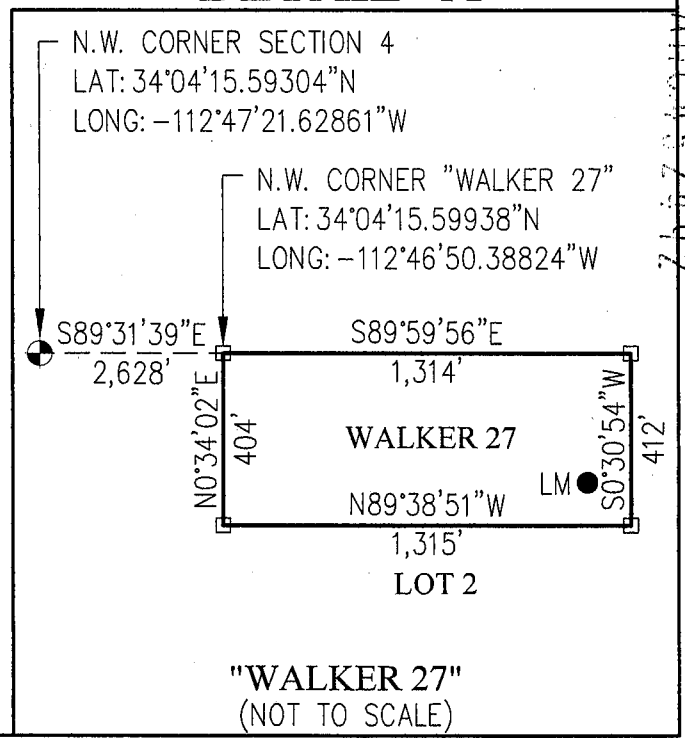 N.W. CORNER SECTION 4
LAT: 34°04'15.59304"N
LONG: -112°47'21.62861"W
N.W. CORNER "WALKER 27"
LAT: 34°04'15.59938"N
LONG: -112°46'50.38824"W
S89°31'39"E
2,628'
S89°59'56"E
1,314'
N0°34'02"E
404'
WALKER 27
S0°30'54"W
412'
LM
N89°38'51"W
1,315'
LOT 2
"WALKER 27"
(NOT TO SCALE)